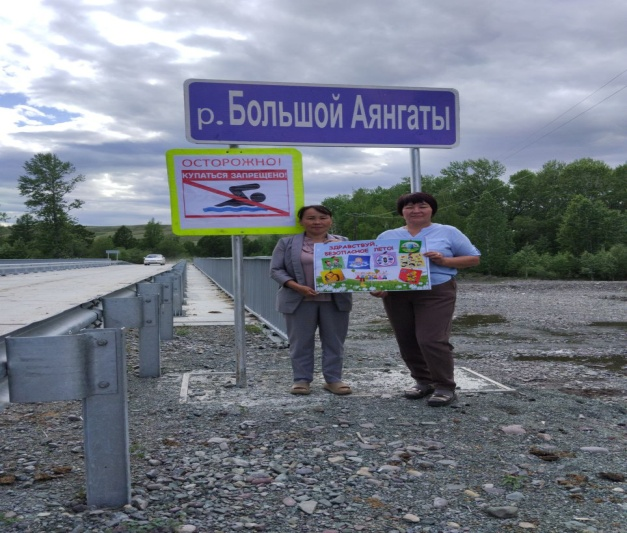 р. Большой Аянгаты
ОСТОРОЖНО!
КУПАТЬСЯ ЗАПРЕЩЕНО!
ЗДРАВСТВУЙ,
БЕЗОПАСНОЕ ЛЕТО!